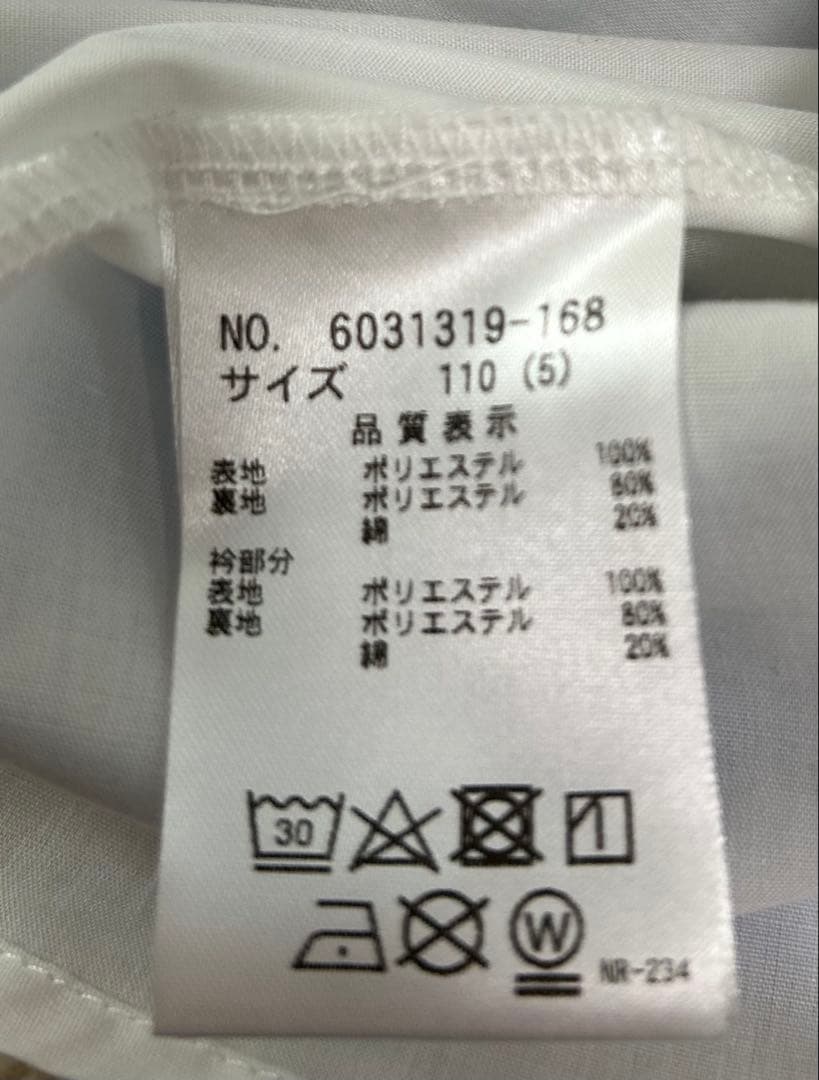 NO. 6031319-168
サイズ 110 (5)
品質表示
表地 ポリエステル 100%
裏地 ポリエステル 80%
綿 20%
衿部分
表地 ポリエステル 100%
裏地 ポリエステル 80%
綿 20%
30
W
NR-234